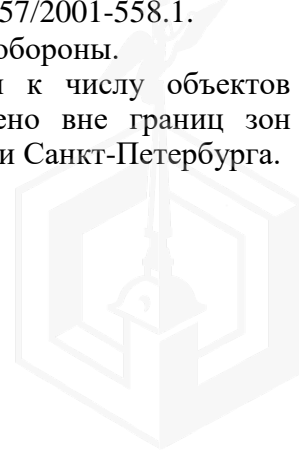 57/2001-558.1.
обороны.
к числу объектов
ено вне границ зон
и Санкт-Петербурга.